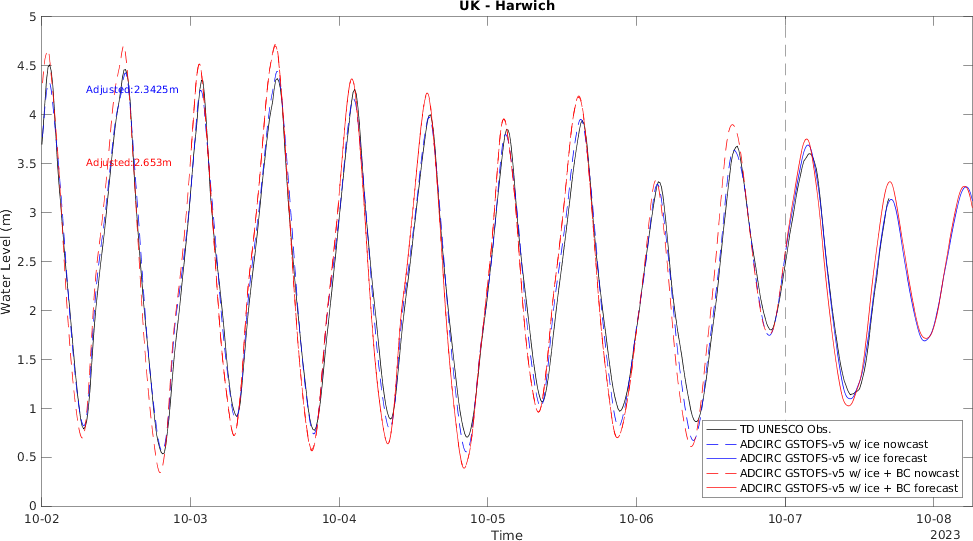 UK - Harwich
5
4.5
4
3.5
3
2.5
2
1.5
1
0.5
0
Water Level (m)
Adjusted:2.3425m
Adjusted:2.653m
TD UNESCO Obs.
ADCIRC GSTOFS-v5 w/ ice nowcast
ADCIRC GSTOFS-v5 w/ ice forecast
ADCIRC GSTOFS-v5 w/ ice + BC nowcast
ADCIRC GSTOFS-v5 w/ ice + BC forecast
10-02 10-03 10-04 10-05 10-06 10-07 10-08
Time
2023